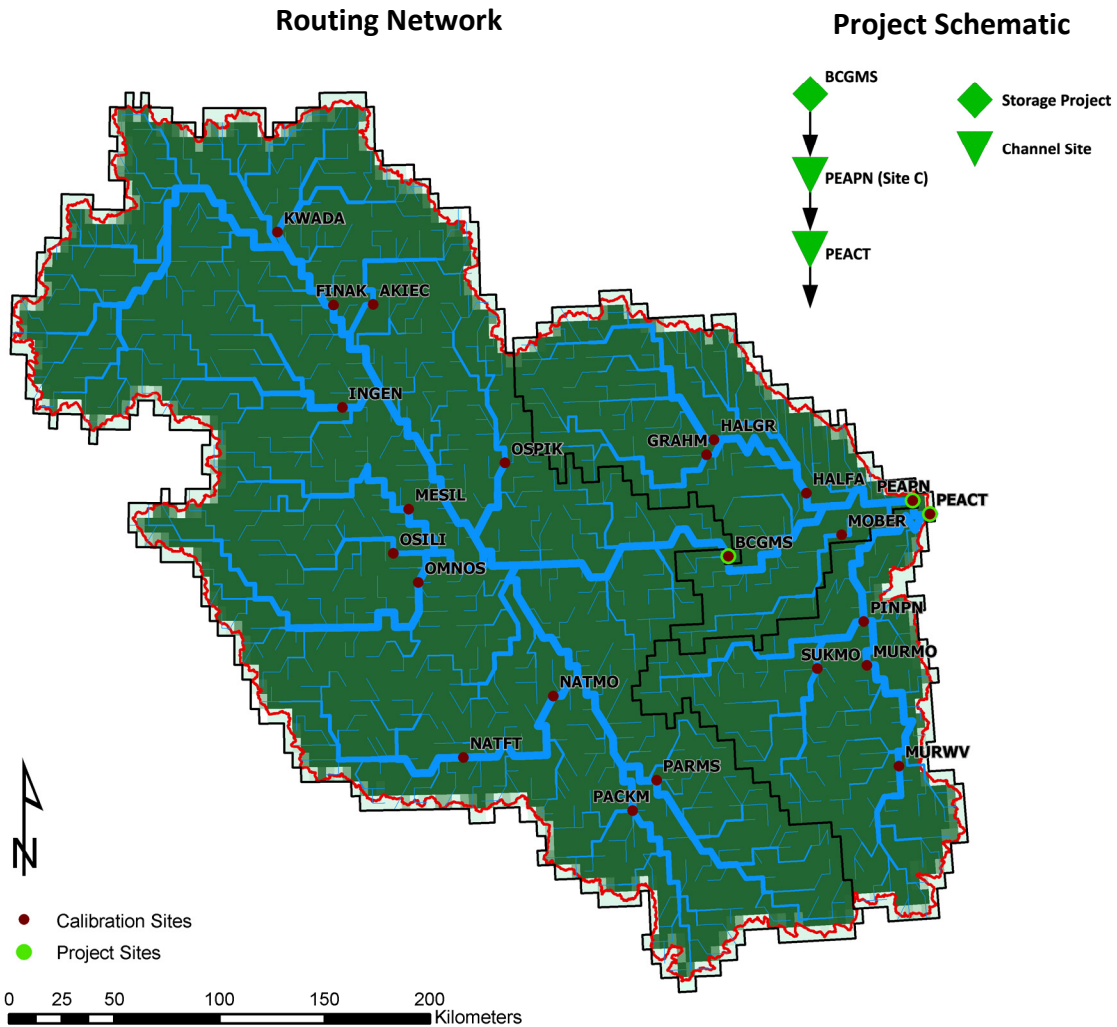 Routing Network
Project Schematic
BCGMS
Storage Project
Channel Site
PEAPN (Site C)
PEACT
KWADA
FINAK
AKIEC
INGEN
OSPIK
GRAHM
HALGR
HALFA
PEAPN
PEACT
MESIL
MOBER
OSILI
BCGMS
OMNOS
PINPN
SUKMO
MURMO
NATMO
NATFT
MURWV
PARMS
PACKM
N
Calibration Sites
Project Sites
0 25 50 100 150 200
Kilometers